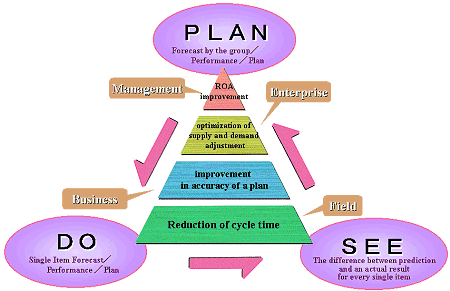 PLAN
Forecast by the group／
Performance／Plan
Management
ROA
improvement
Enterprise
optimization of
supply and demand
adjustment
improvement
in accuracy of a plan
Business
Field
Reduction of cycle time
DO
Single Item Forecast／
Performance／Plan
SEE
The difference between prediction
and an actual result
for every single item